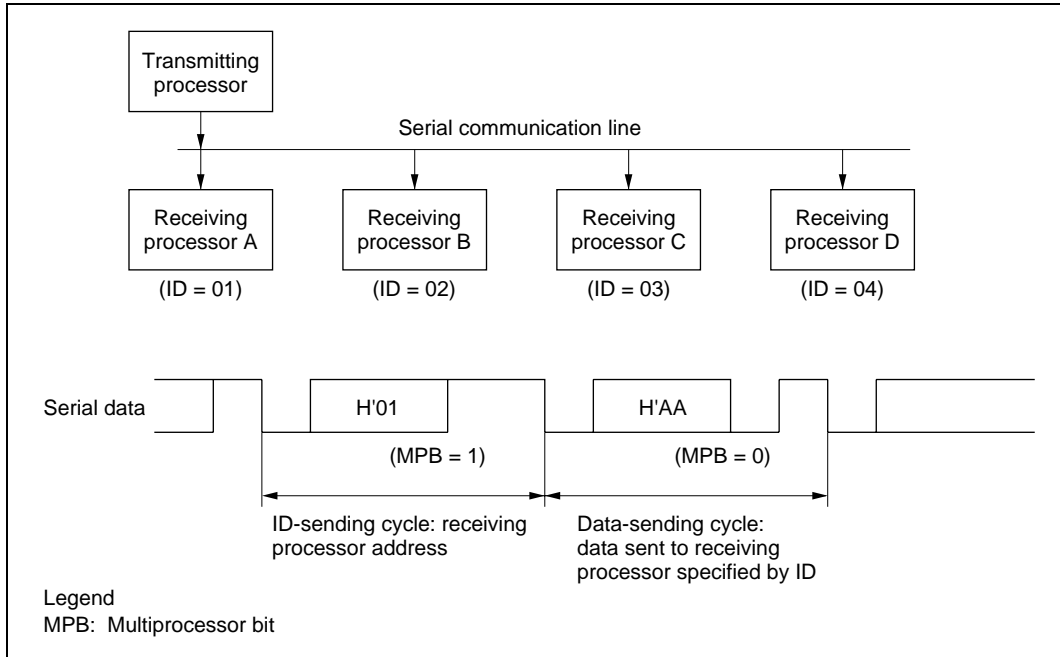 Transmitting
processor
Serial communication line
Receiving
processor A
Receiving
processor B
Receiving
processor C
Receiving
processor D
(ID = 01)
(ID = 02)
(ID = 03)
(ID = 04)
Serial data
H'01
H'AA
(MPB = 1)
(MPB = 0)
ID-sending cycle: receiving
processor address
Data-sending cycle:
data sent to receiving
processor specified by ID
Legend
MPB: Multiprocessor bit